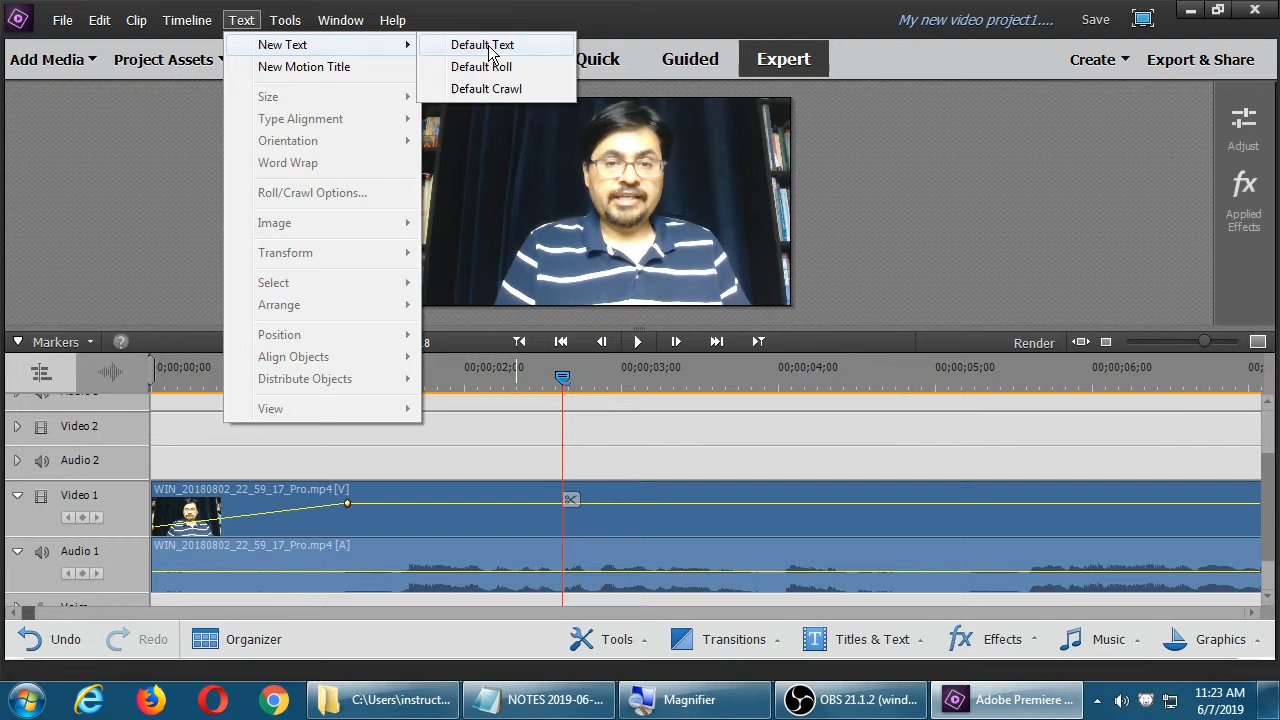 File Edit Clip Timeline Text Tools Window Help My new video project1.... Save
Add Media Project Assets Quick Guided Expert Create Export & Share
New Text
New Motion Title
Size
Type Alignment
Orientation
Word Wrap
Roll/Crawl Options...
Image
Transform
Select
Arrange
Position
Align Objects
Distribute Objects
View
Default Text
Default Roll
Default Crawl
Adjust
Applied
Effects
Markers .8 Render
0;00;00;00 00;00;02;00 00;00;03;00 00;00;04;00 00;00;05;00 00;00;06;00 00;
Video 2
Audio 2
Video 1 WIN_20180802_22_59_17_Pro.mp4 [V]
Audio 1 WIN_20180802_22_59_17_Pro.mp4 [A]
Undo Redo Organizer Tools Transitions Titles & Text Effects Music Graphics
C:\Users\instruct... NOTES 2019-06-... Magnifier OBS 21.1.2 (wind... Adobe Premiere ... 11:23 AM
6/7/2019